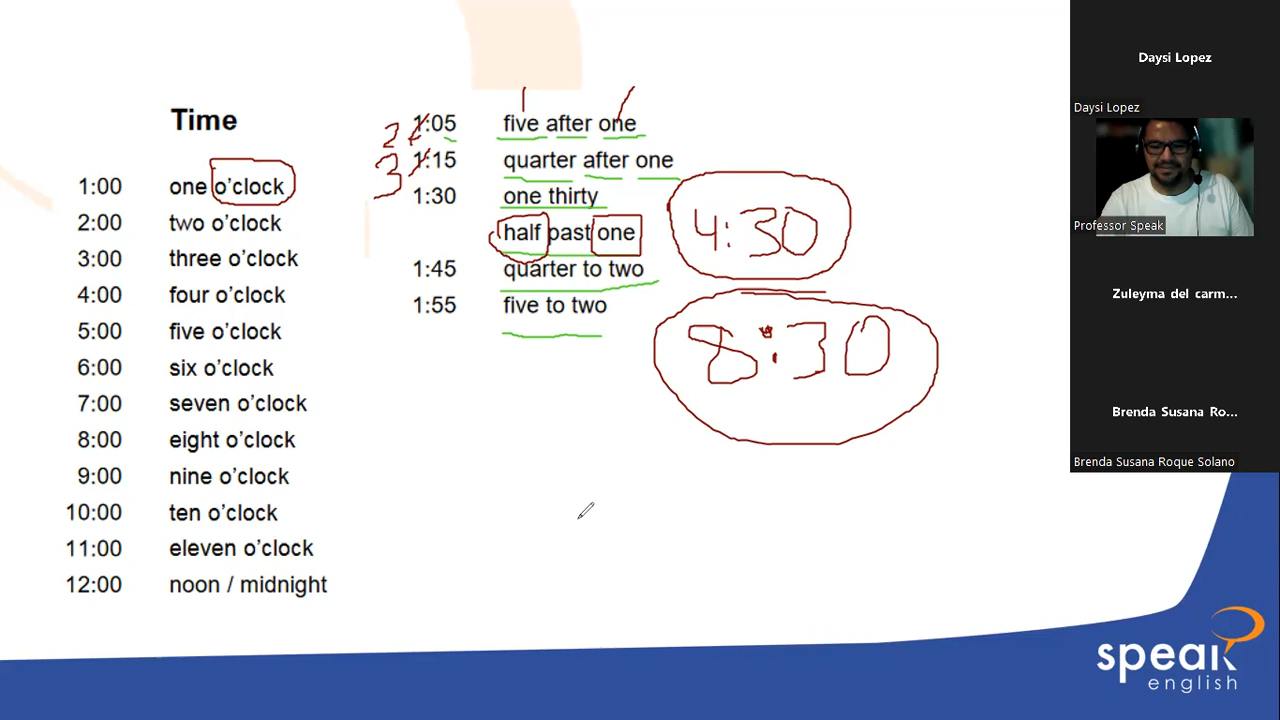 Time
1:00 one o'clock
2:00 two o'clock
3:00 three o'clock
4:00 four o'clock
5:00 five o'clock
6:00 six o'clock
7:00 seven o'clock
8:00 eight o'clock
9:00 nine o'clock
10:00 ten o'clock
11:00 eleven o'clock
12:00 noon / midnight
2 1:05 five after one
3 1:15 quarter after one
1:30 one thirty
half past one
1:45 quarter to two
1:55 five to two
4:30
8:30
Daysi Lopez
Daysi Lopez
Professor Speak
Zuleyma del carm...
Brenda Susana Ro...
Brenda Susana Roque Solano
speak
english